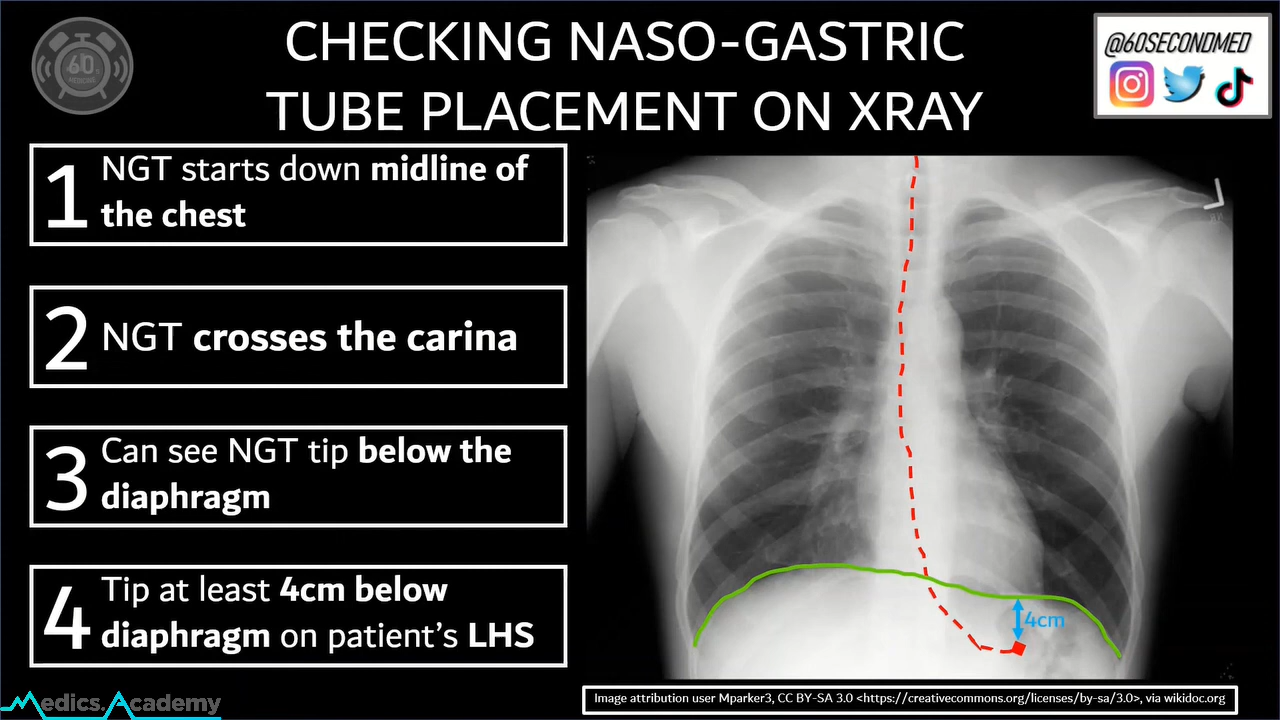 CHECKING NASO-GASTRIC
TUBE PLACEMENT ON XRAY
60
@60SECONDMED
1
NGT starts down midline of
the chest
2
NGT crosses the carina
3
Can see NGT tip below the
diaphragm
4
Tip at least 4cm below
diaphragm on patient's LHS
L
4cm
Medics.Academy
Image attribution user Mparker3, CC BY-SA 3.0 <https://creativecommons.org/licenses/by-sa/3.0>, via wikidoc.org